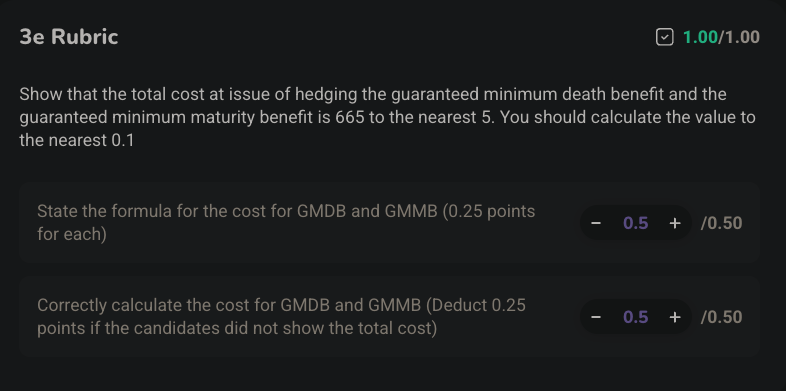 3e Rubric
1.00/1.00
Show that the total cost at issue of hedging the guaranteed minimum death benefit and the
guaranteed minimum maturity benefit is 665 to the nearest 5. You should calculate the value to
the nearest 0.1
State the formula for the cost for GMDB and GMMB (0.25 points
for each)
− 0.5 + /0.50
Correctly calculate the cost for GMDB and GMMB (Deduct 0.25
points if the candidates did not show the total cost)
− 0.5 + /0.50